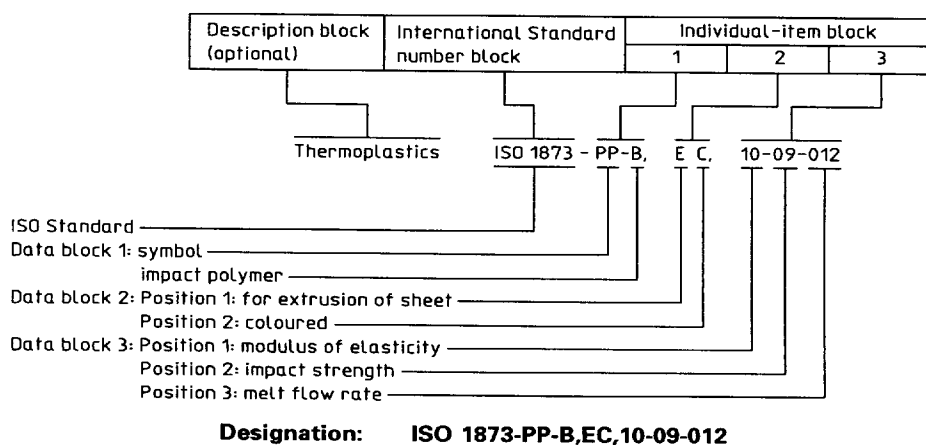 Description block International Standard Individual-item block
(optional) number block 1 2 3
Thermoplastics ISO 1873-PP-B, E C, 10-09-012
ISO Standard
Data block 1: symbol
impact polymer
Data block 2: Position 1: for extrusion of sheet
Position 2: coloured
Data block 3: Position 1: modulus of elasticity
Position 2: impact strength
Position 3: melt flow rate
Designation: ISO 1873-PP-B,EC,10-09-012